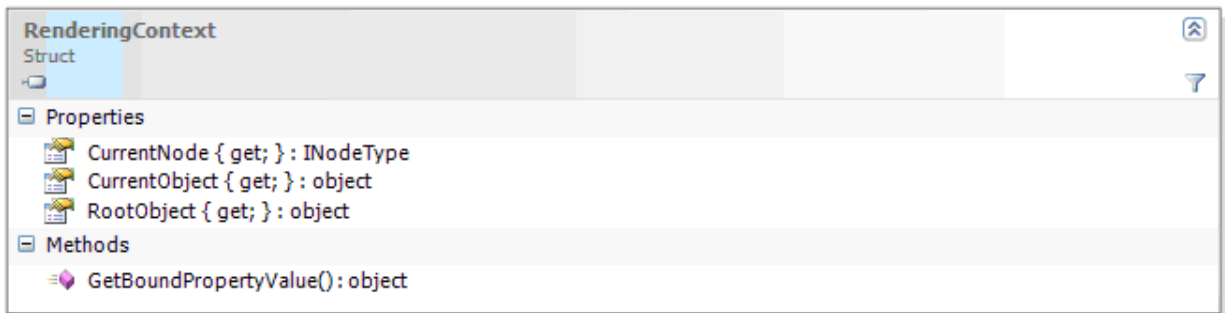 RenderingContext
Struct
Properties
CurrentNode { get; } : INodeType
CurrentObject { get; } : object
RootObject { get; } : object
Methods
GetBoundPropertyValue() : object